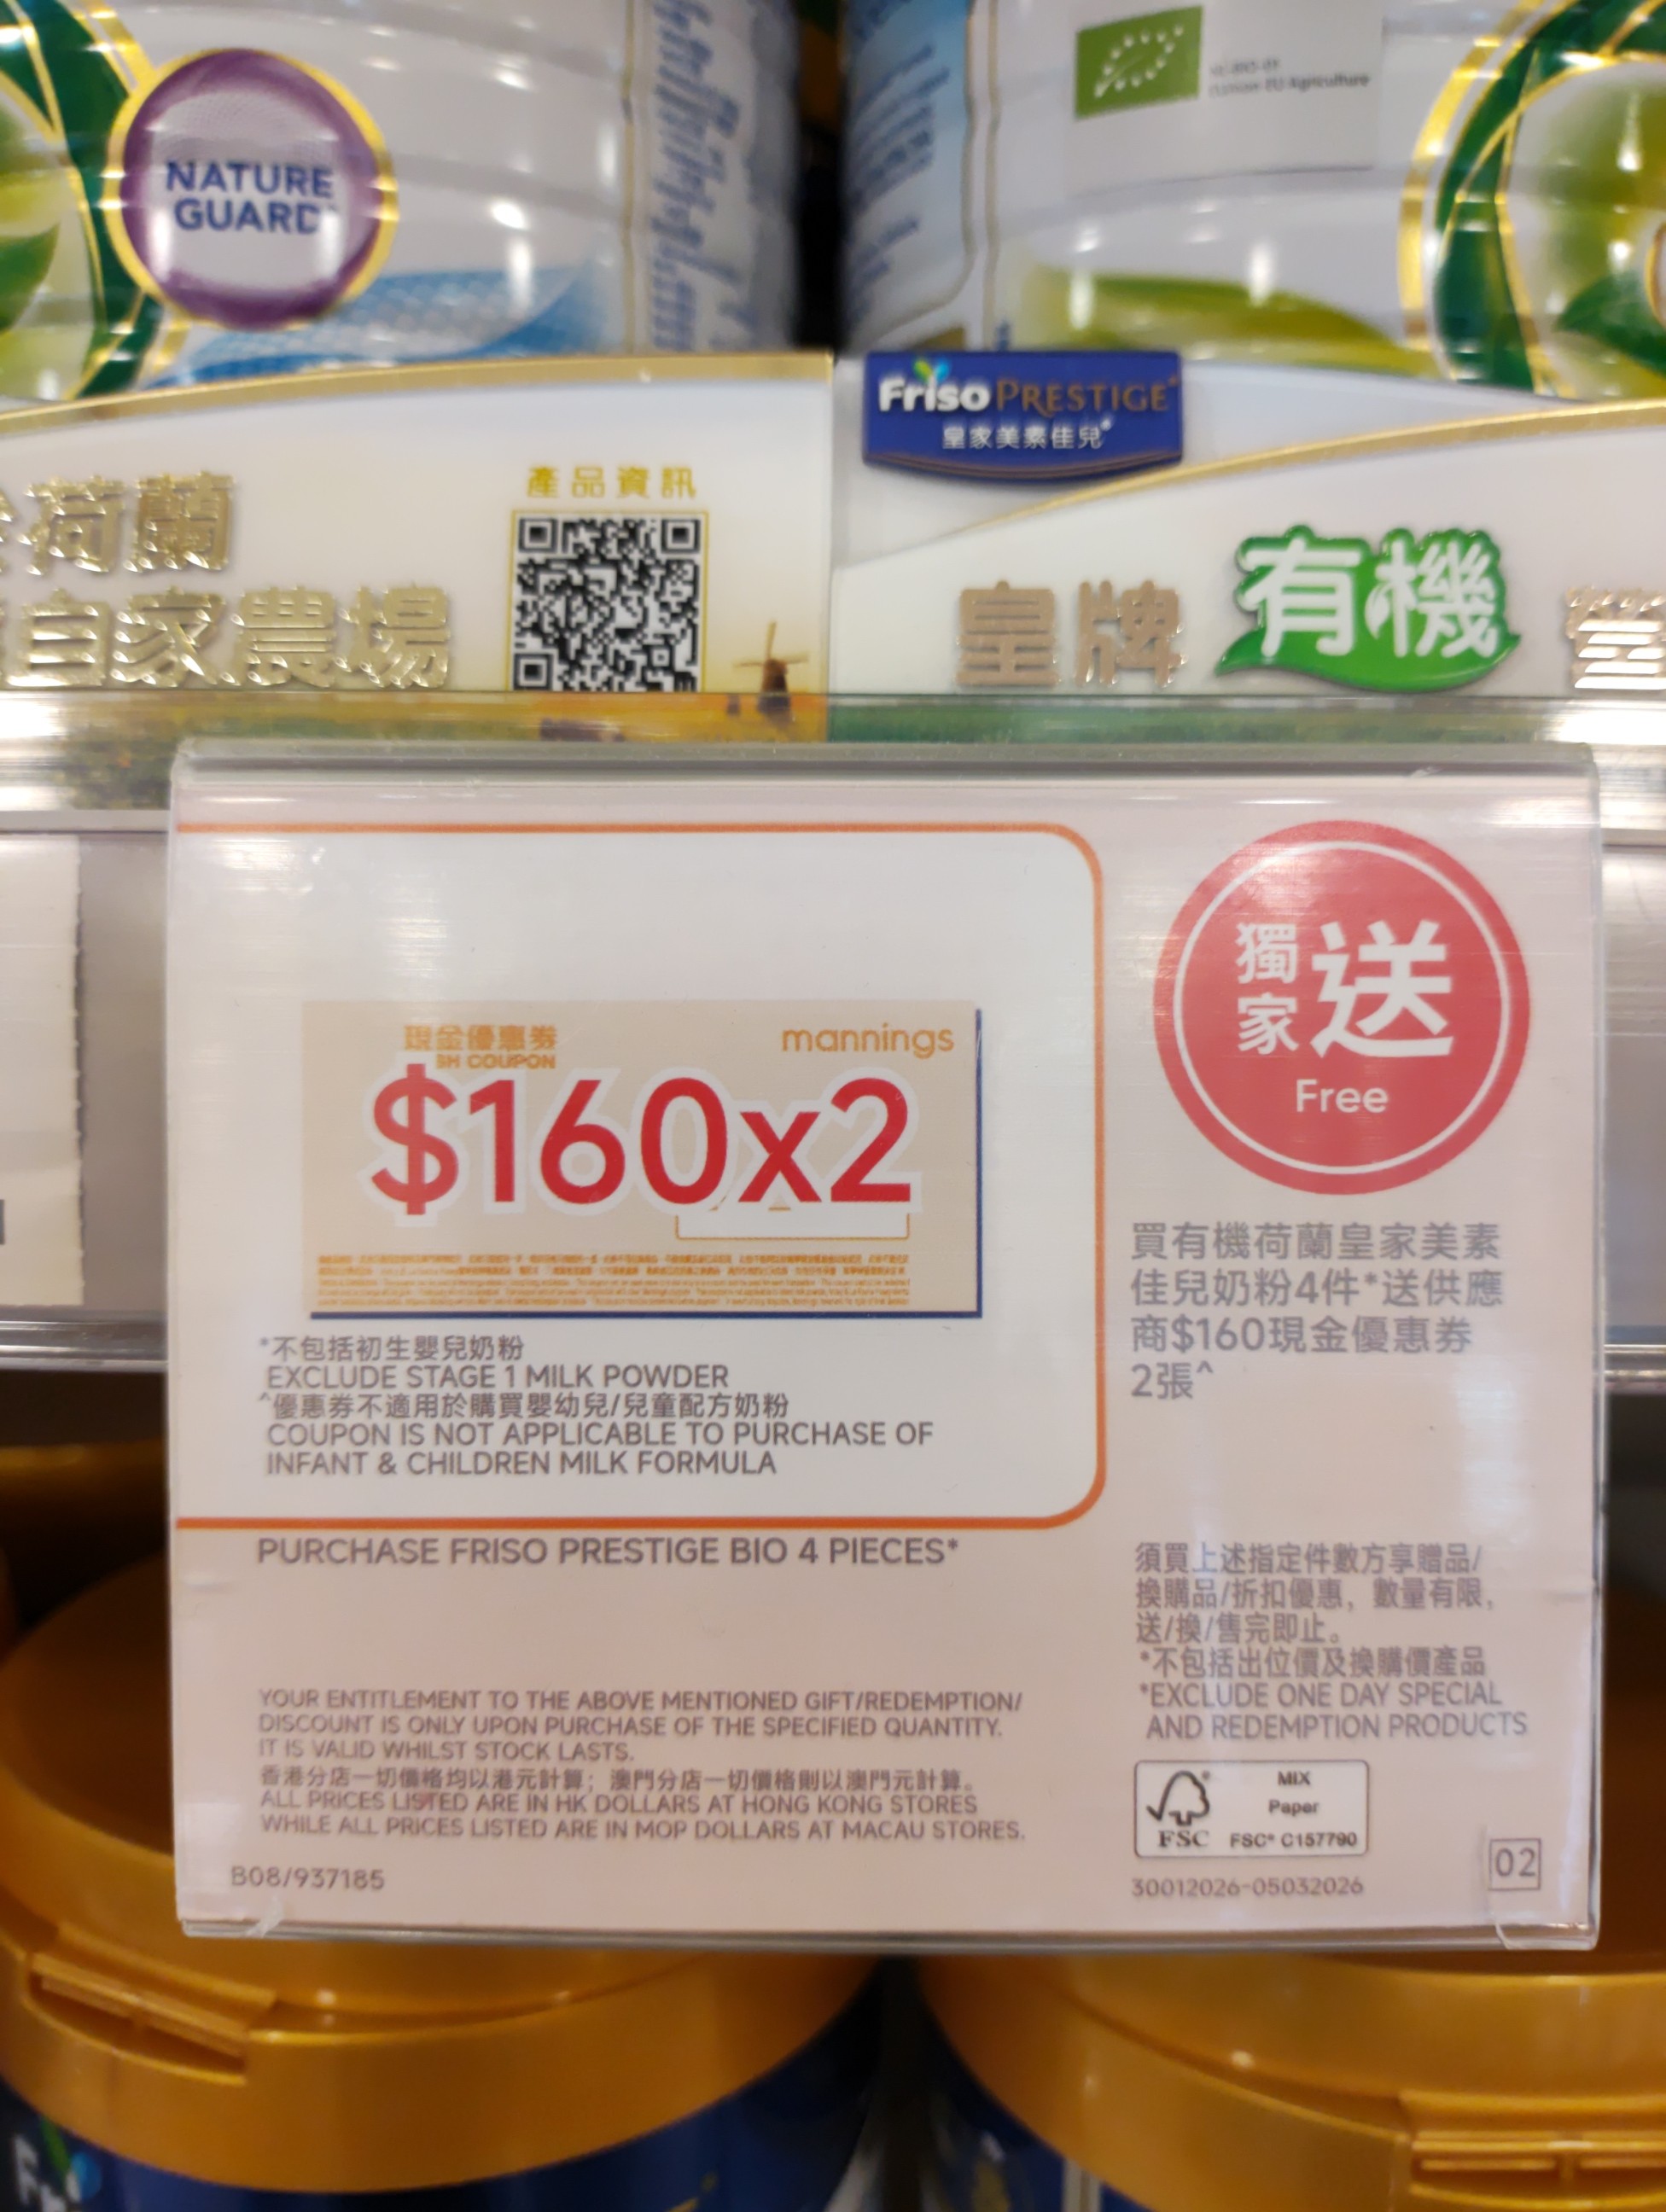 NATURE
GUARD
Friso PRESTIGE
皇家美素佳兒
荷蘭
自家農場
產品資訊
皇牌有機
獨家送
Free
現金優惠券
mannings
SH COUPON
$160x2
*不包括初生嬰兒奶粉
EXCLUDE STAGE 1 MILK POWDER
^優惠券不適用於購買嬰幼兒/兒童配方奶粉
COUPON IS NOT APPLICABLE TO PURCHASE OF
INFANT & CHILDREN MILK FORMULA
買有機荷蘭皇家美素
佳兒奶粉4件*送供應
商$160現金優惠券
2張^
PURCHASE FRISO PRESTIGE BIO 4 PIECES*
須買上述指定件數方享贈品/
換購品/折扣優惠，數量有限，
送/換/售完即止。
*不包括出位價及換購價產品
*EXCLUDE ONE DAY SPECIAL
AND REDEMPTION PRODUCTS
YOUR ENTITLEMENT TO THE ABOVE MENTIONED GIFT/REDEMPTION/
DISCOUNT IS ONLY UPON PURCHASE OF THE SPECIFIED QUANTITY.
IT IS VALID WHILST STOCK LASTS.
香港分店一切價格均以港元計算；澳門分店一切價格則以澳門元計算。
ALL PRICES LISTED ARE IN HK DOLLARS AT HONG KONG STORES
WHILE ALL PRICES LISTED ARE IN MOP DOLLARS AT MACAU STORES.
MIX
Paper
FSC
FSC® C157790
B08/937185
30012026-05032026
02